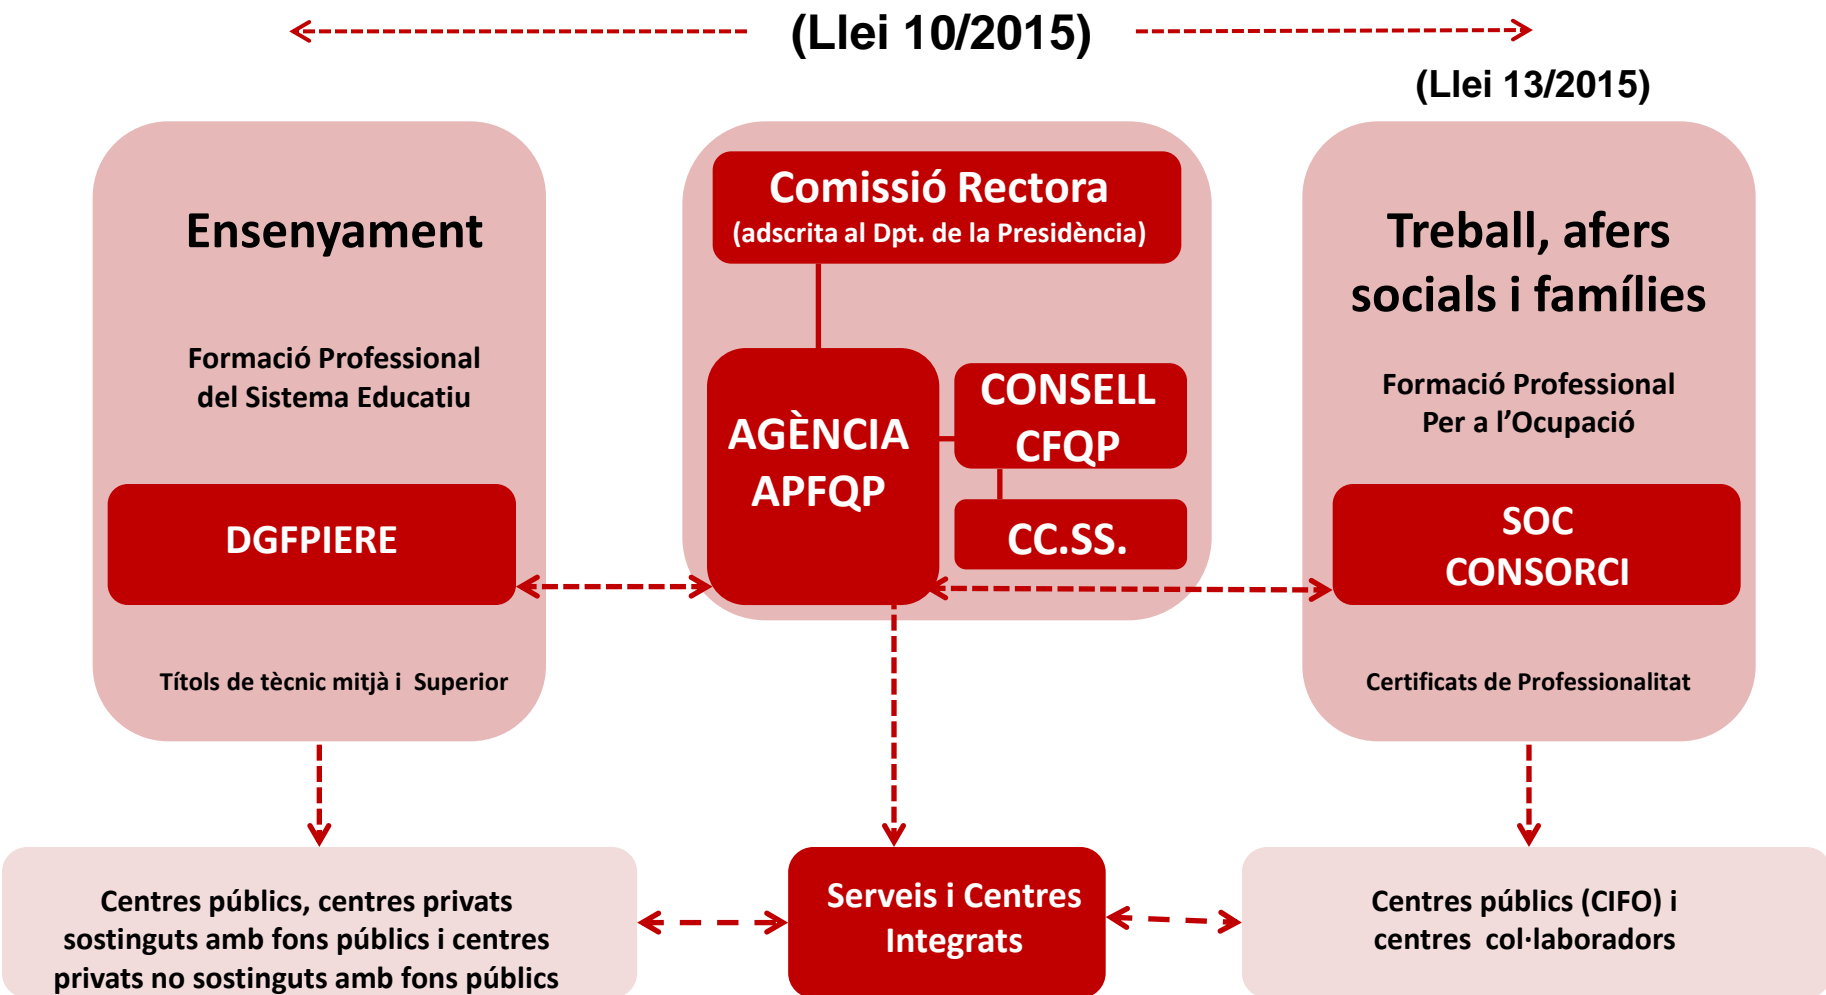 (Llei 10/2015)
(Llei 13/2015)
Ensenyament
Formació Professional
del Sistema Educatiu
DGFPIERE
Títols de tècnic mitjà i Superior
Comissió Rectora
(adscrita al Dpt. de la Presidència)
AGÈNCIA
APFQP
CONSELL
CFQP
CC.SS.
Treball, afers
socials i famílies
Formació Professional
Per a l’Ocupació
SOC
CONSORCI
Certificats de Professionalitat
Centres públics, centres privats
sostinguts amb fons públics i centres
privats no sostinguts amb fons públics
Serveis i Centres
Integrats
Centres públics (CIFO) i
centres col·laboradors